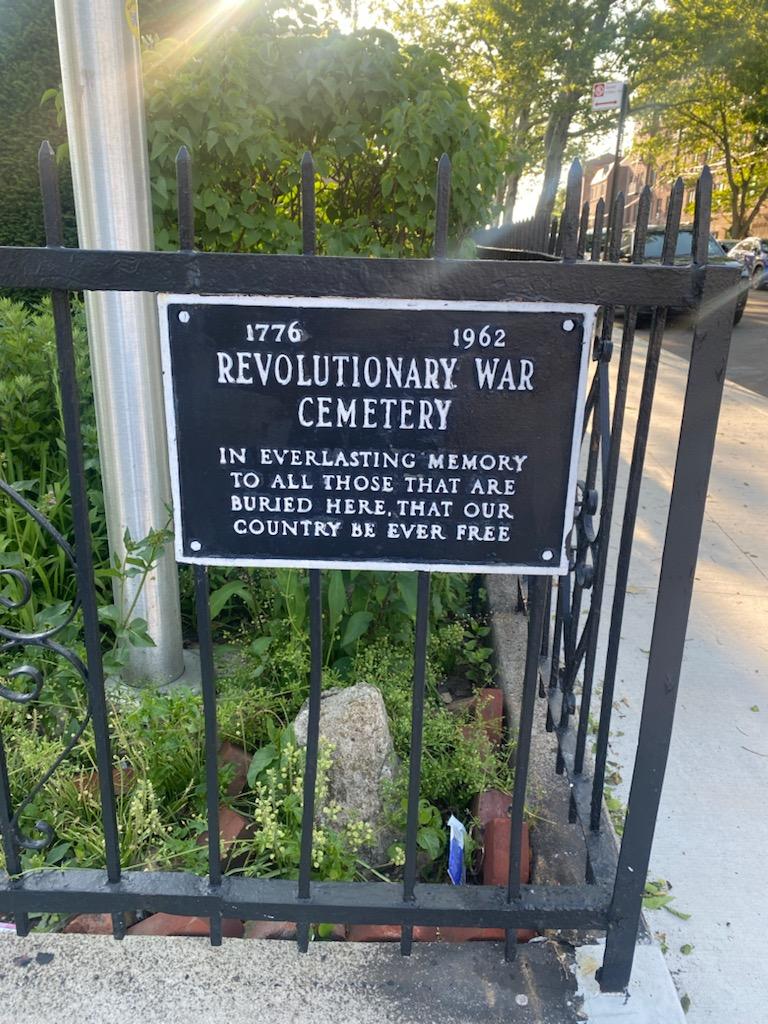 1776 1962
REVOLUTIONARY WAR
CEMETERY
IN EVERLASTING MEMORY
TO ALL THOSE THAT ARE
BURIED HERE, THAT OUR
COUNTRY BE EVER FREE